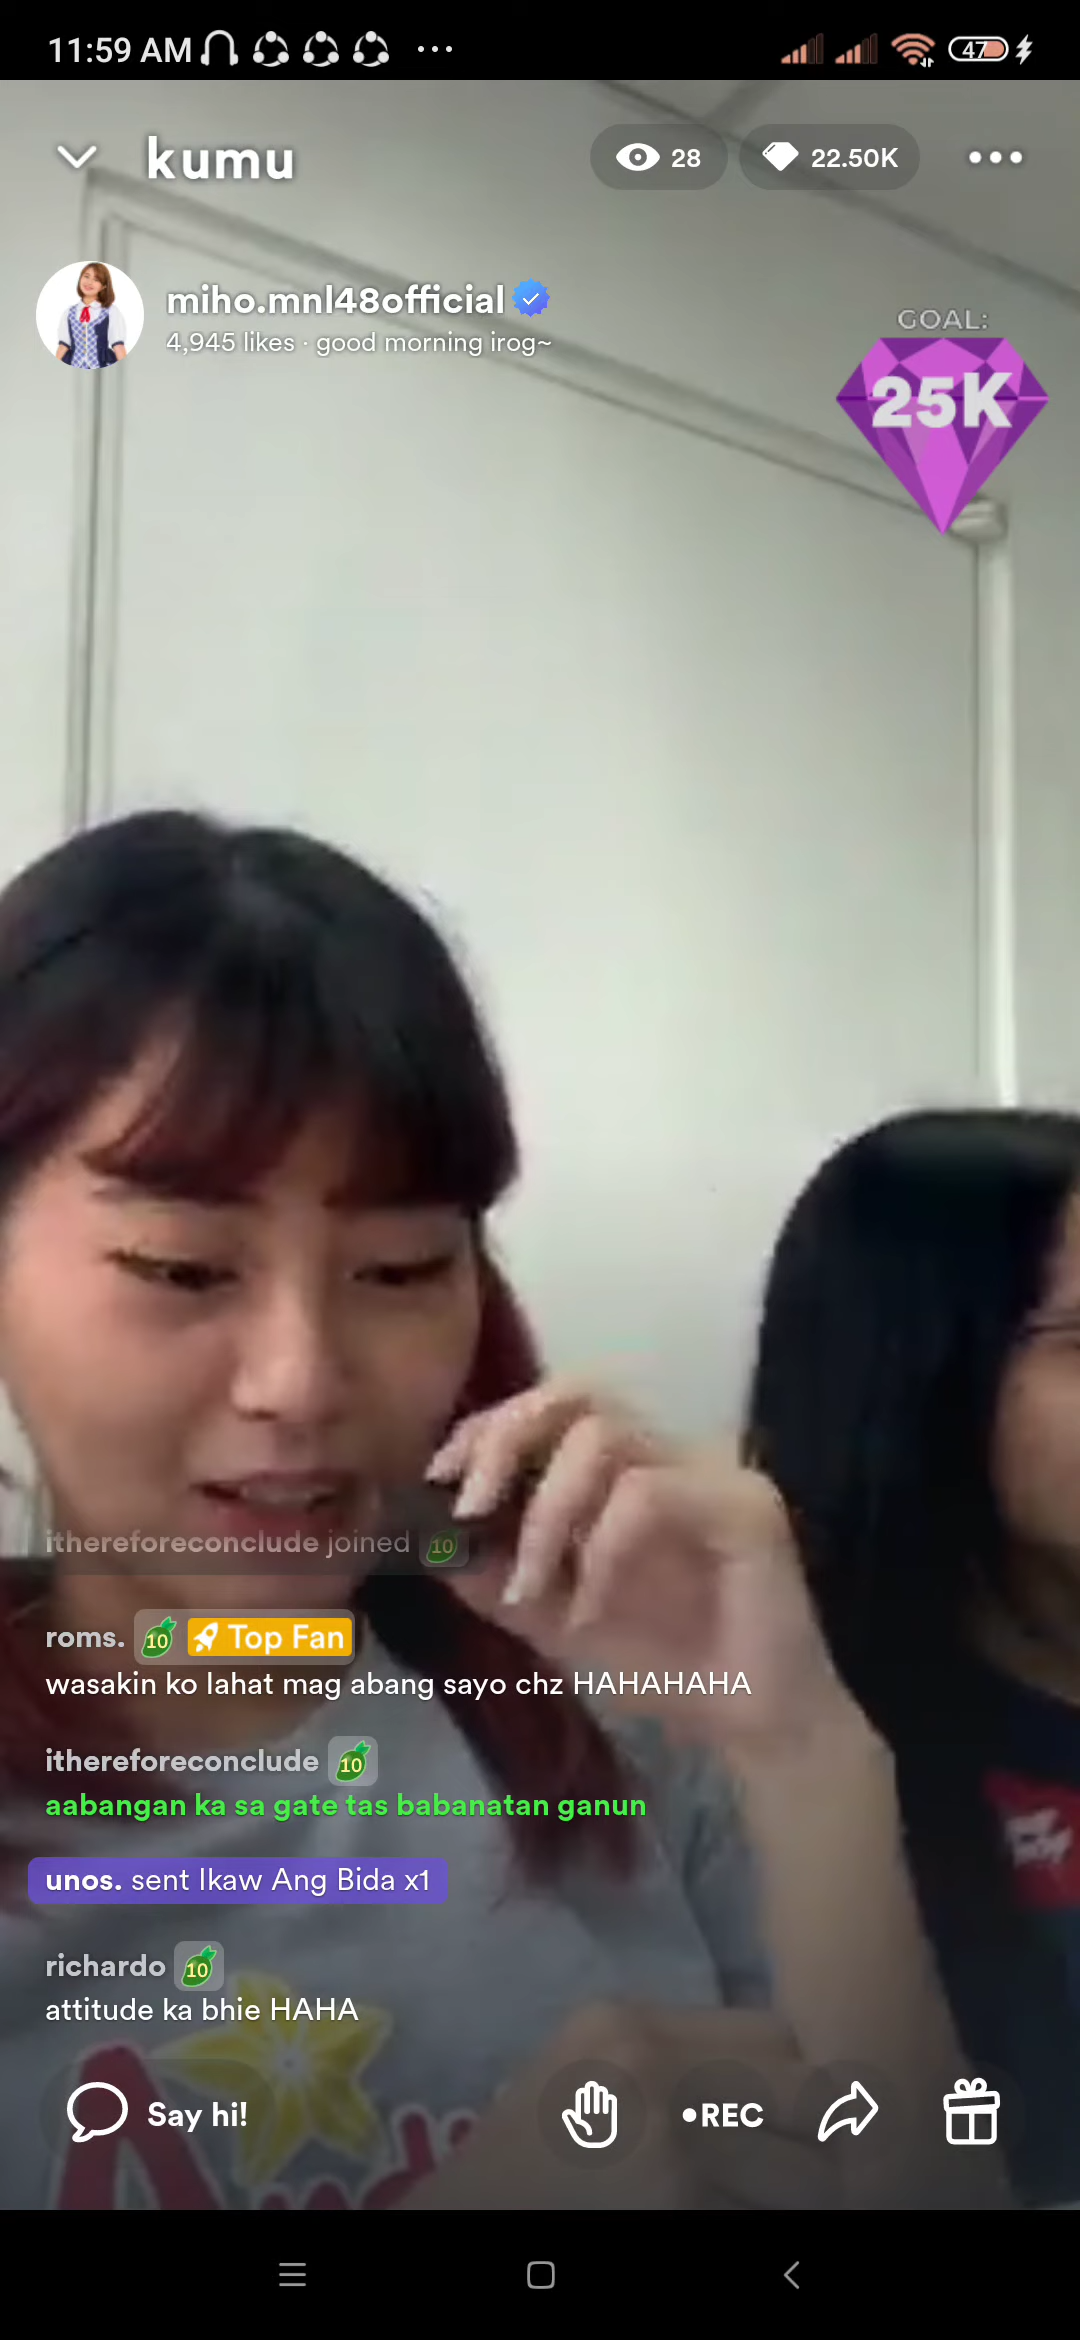 11:59 AM
47
kumu
28
22.50K
miho.mnl48official
4,945 likes · good morning irog~
GOAL:
25K
ithereforeconclude joined 10
roms. 10 Top Fan
wasakin ko lahat mag abang sayo chz HAHAHAHA
ithereforeconclude 10
aabangan ka sa gate tas babanatan ganun
unos. sent Ikaw Ang Bida x1
richardo 10
attitude ka bhie HAHA
Say hi!
•REC